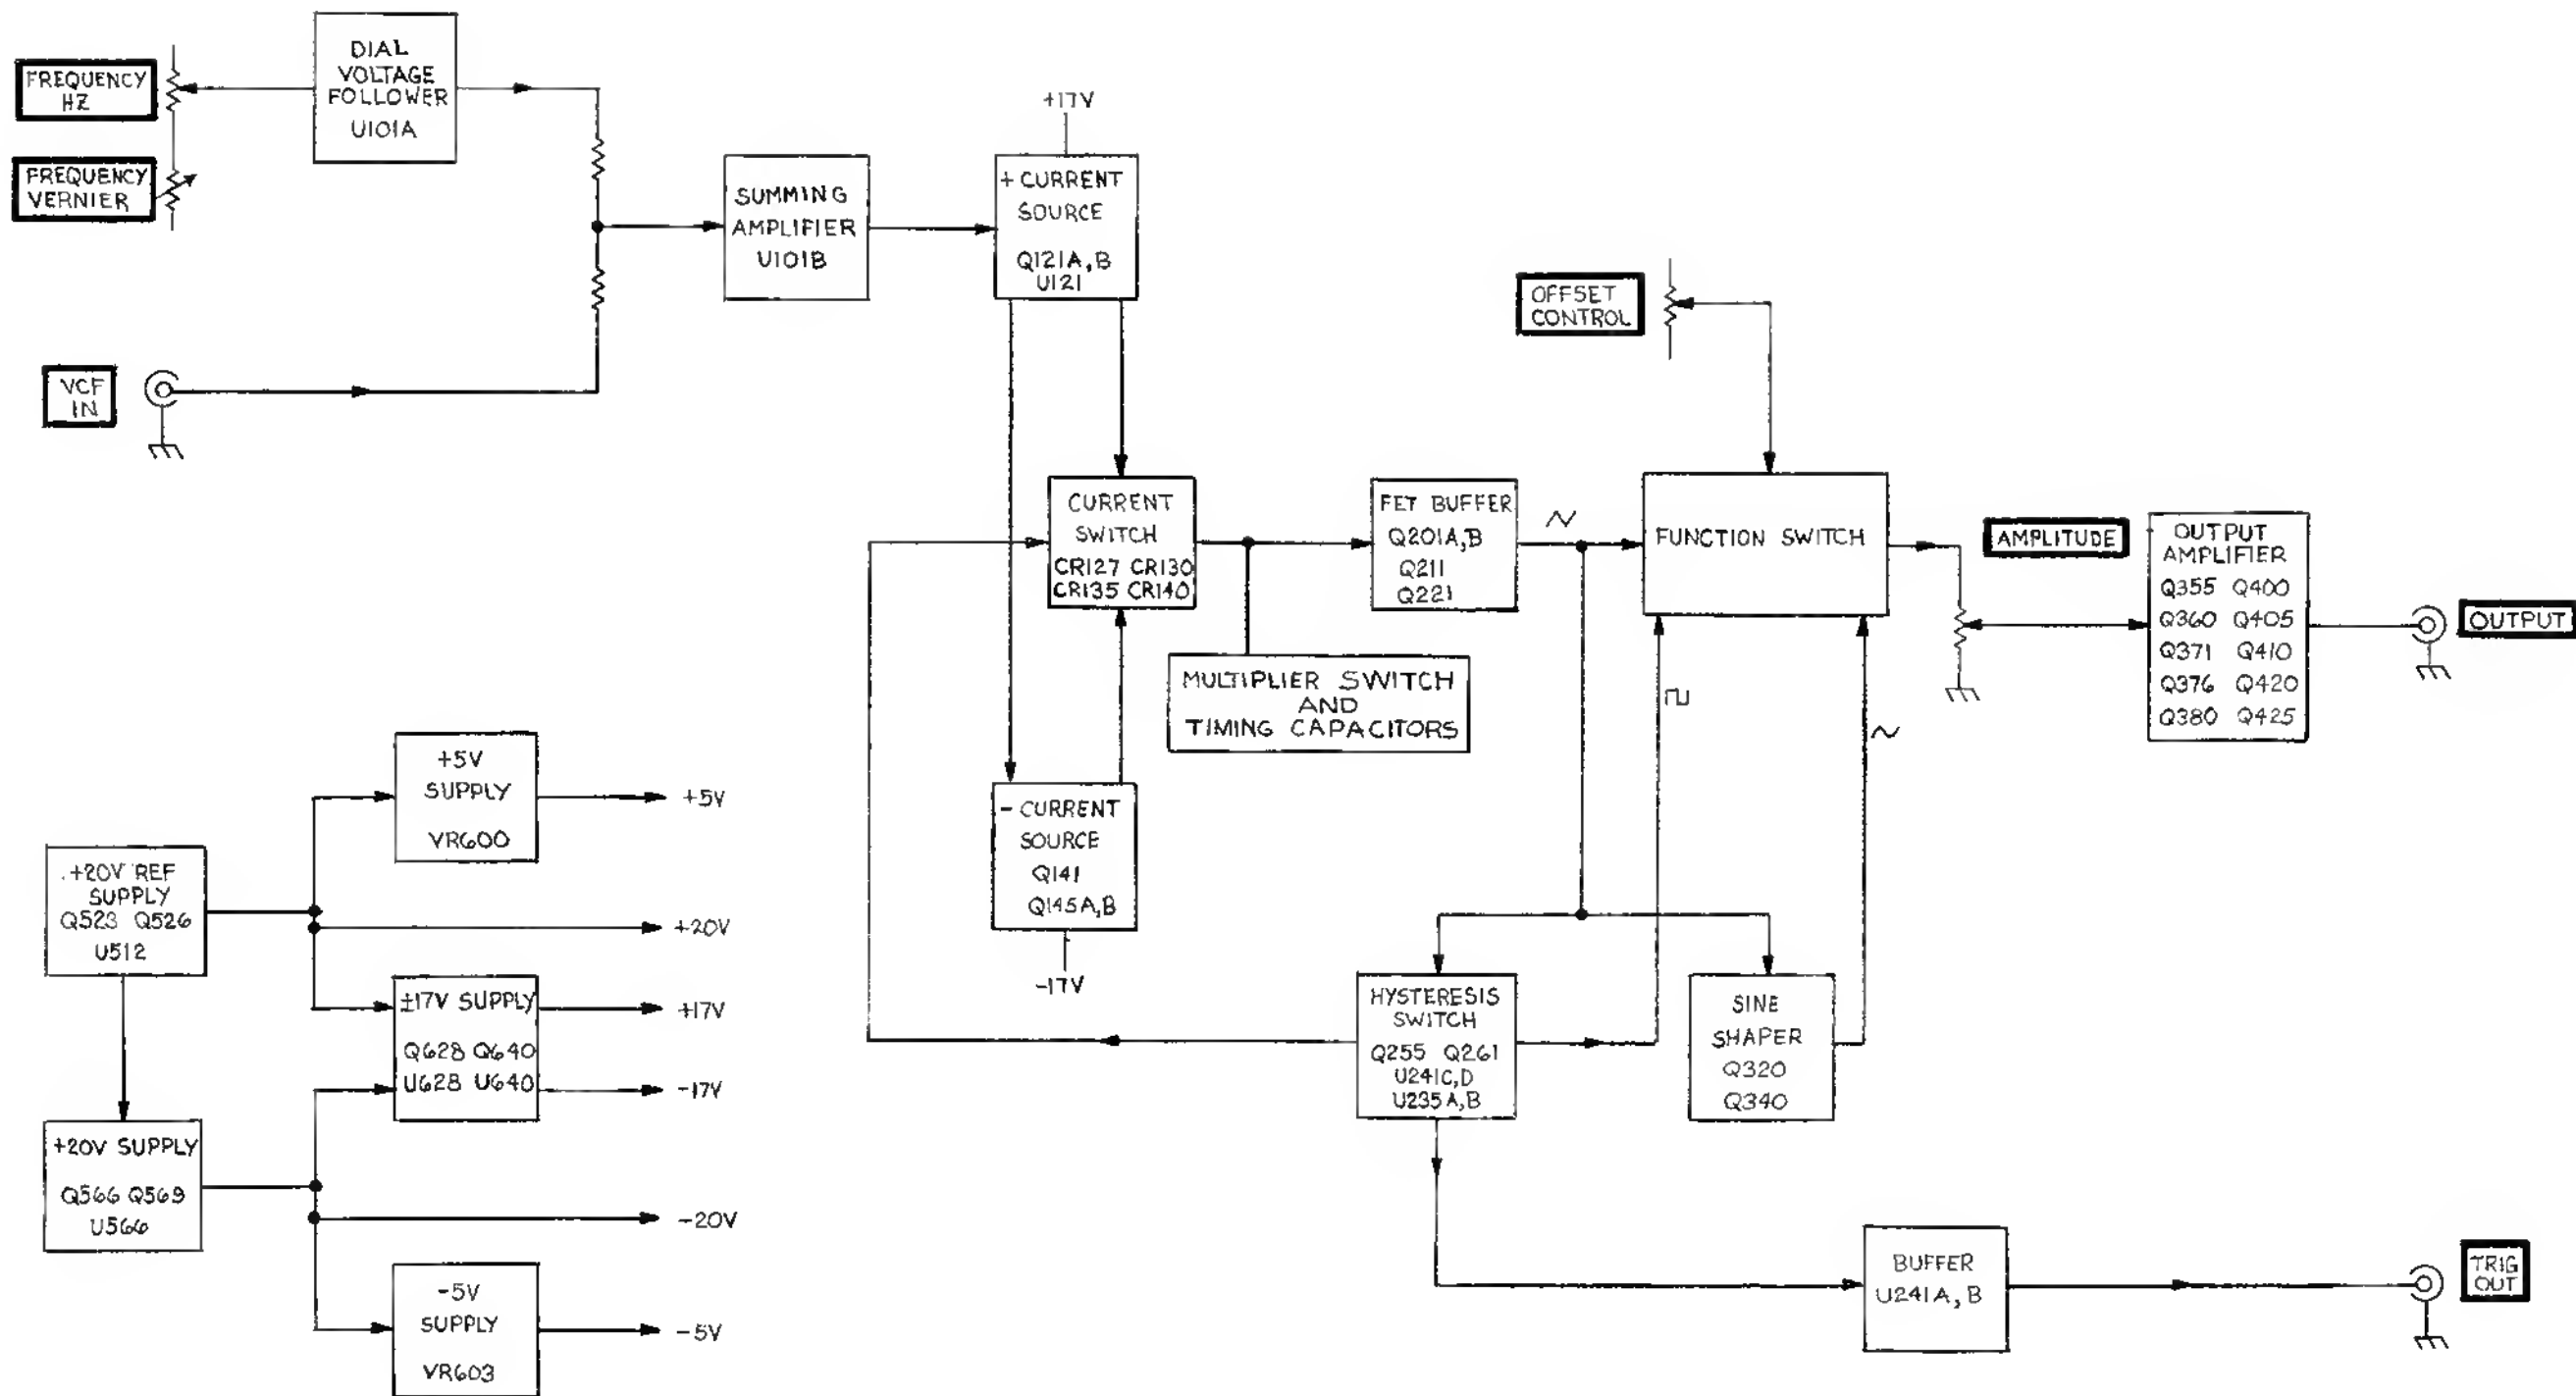 FREQUENCY
HZ
FREQUENCY
VERNIER
VCF
IN
DIAL
VOLTAGE
FOLLOWER
U101A
SUMMING
AMPLIFIER
U101B
+17V
+ CURRENT
SOURCE
Q121A,B
U121
OFFSET
CONTROL
CURRENT
SWITCH
CR127 CR130
CR135 CR140
FET BUFFER
Q201A,B
Q211
Q221
FUNCTION SWITCH
AMPLITUDE
OUTPUT
AMPLIFIER
Q355 Q400
Q360 Q405
Q371 Q410
Q376 Q420
Q380 Q425
OUTPUT
MULTIPLIER SWITCH
AND
TIMING CAPACITORS
- CURRENT
SOURCE
Q141
Q145A,B
-17V
+5V
SUPPLY
VR600
+5V
+20V REF
SUPPLY
Q523 Q526
U512
+20V
±17V SUPPLY
Q628 Q640
U628 U640
+17V
-17V
+20V SUPPLY
Q566 Q569
U566
-20V
-5V
SUPPLY
VR603
-5V
HYSTERESIS
SWITCH
Q255 Q261
U241C,D
U235A,B
SINE
SHAPER
Q320
Q340
BUFFER
U241A, B
TRIG
OUT